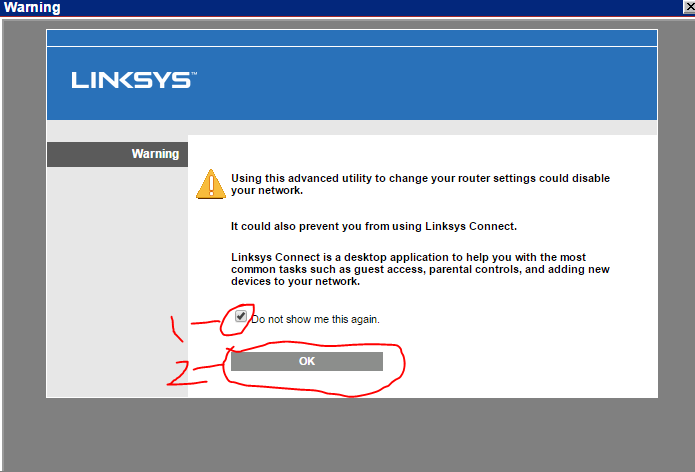 Warning
LINKSYS™
Warning
Using this advanced utility to change your router settings could disable
your network.
It could also prevent you from using Linksys Connect.
Linksys Connect is a desktop application to help you with the most
common tasks such as guest access, parental controls, and adding new
devices to your network.
1
Do not show me this again.
2
OK